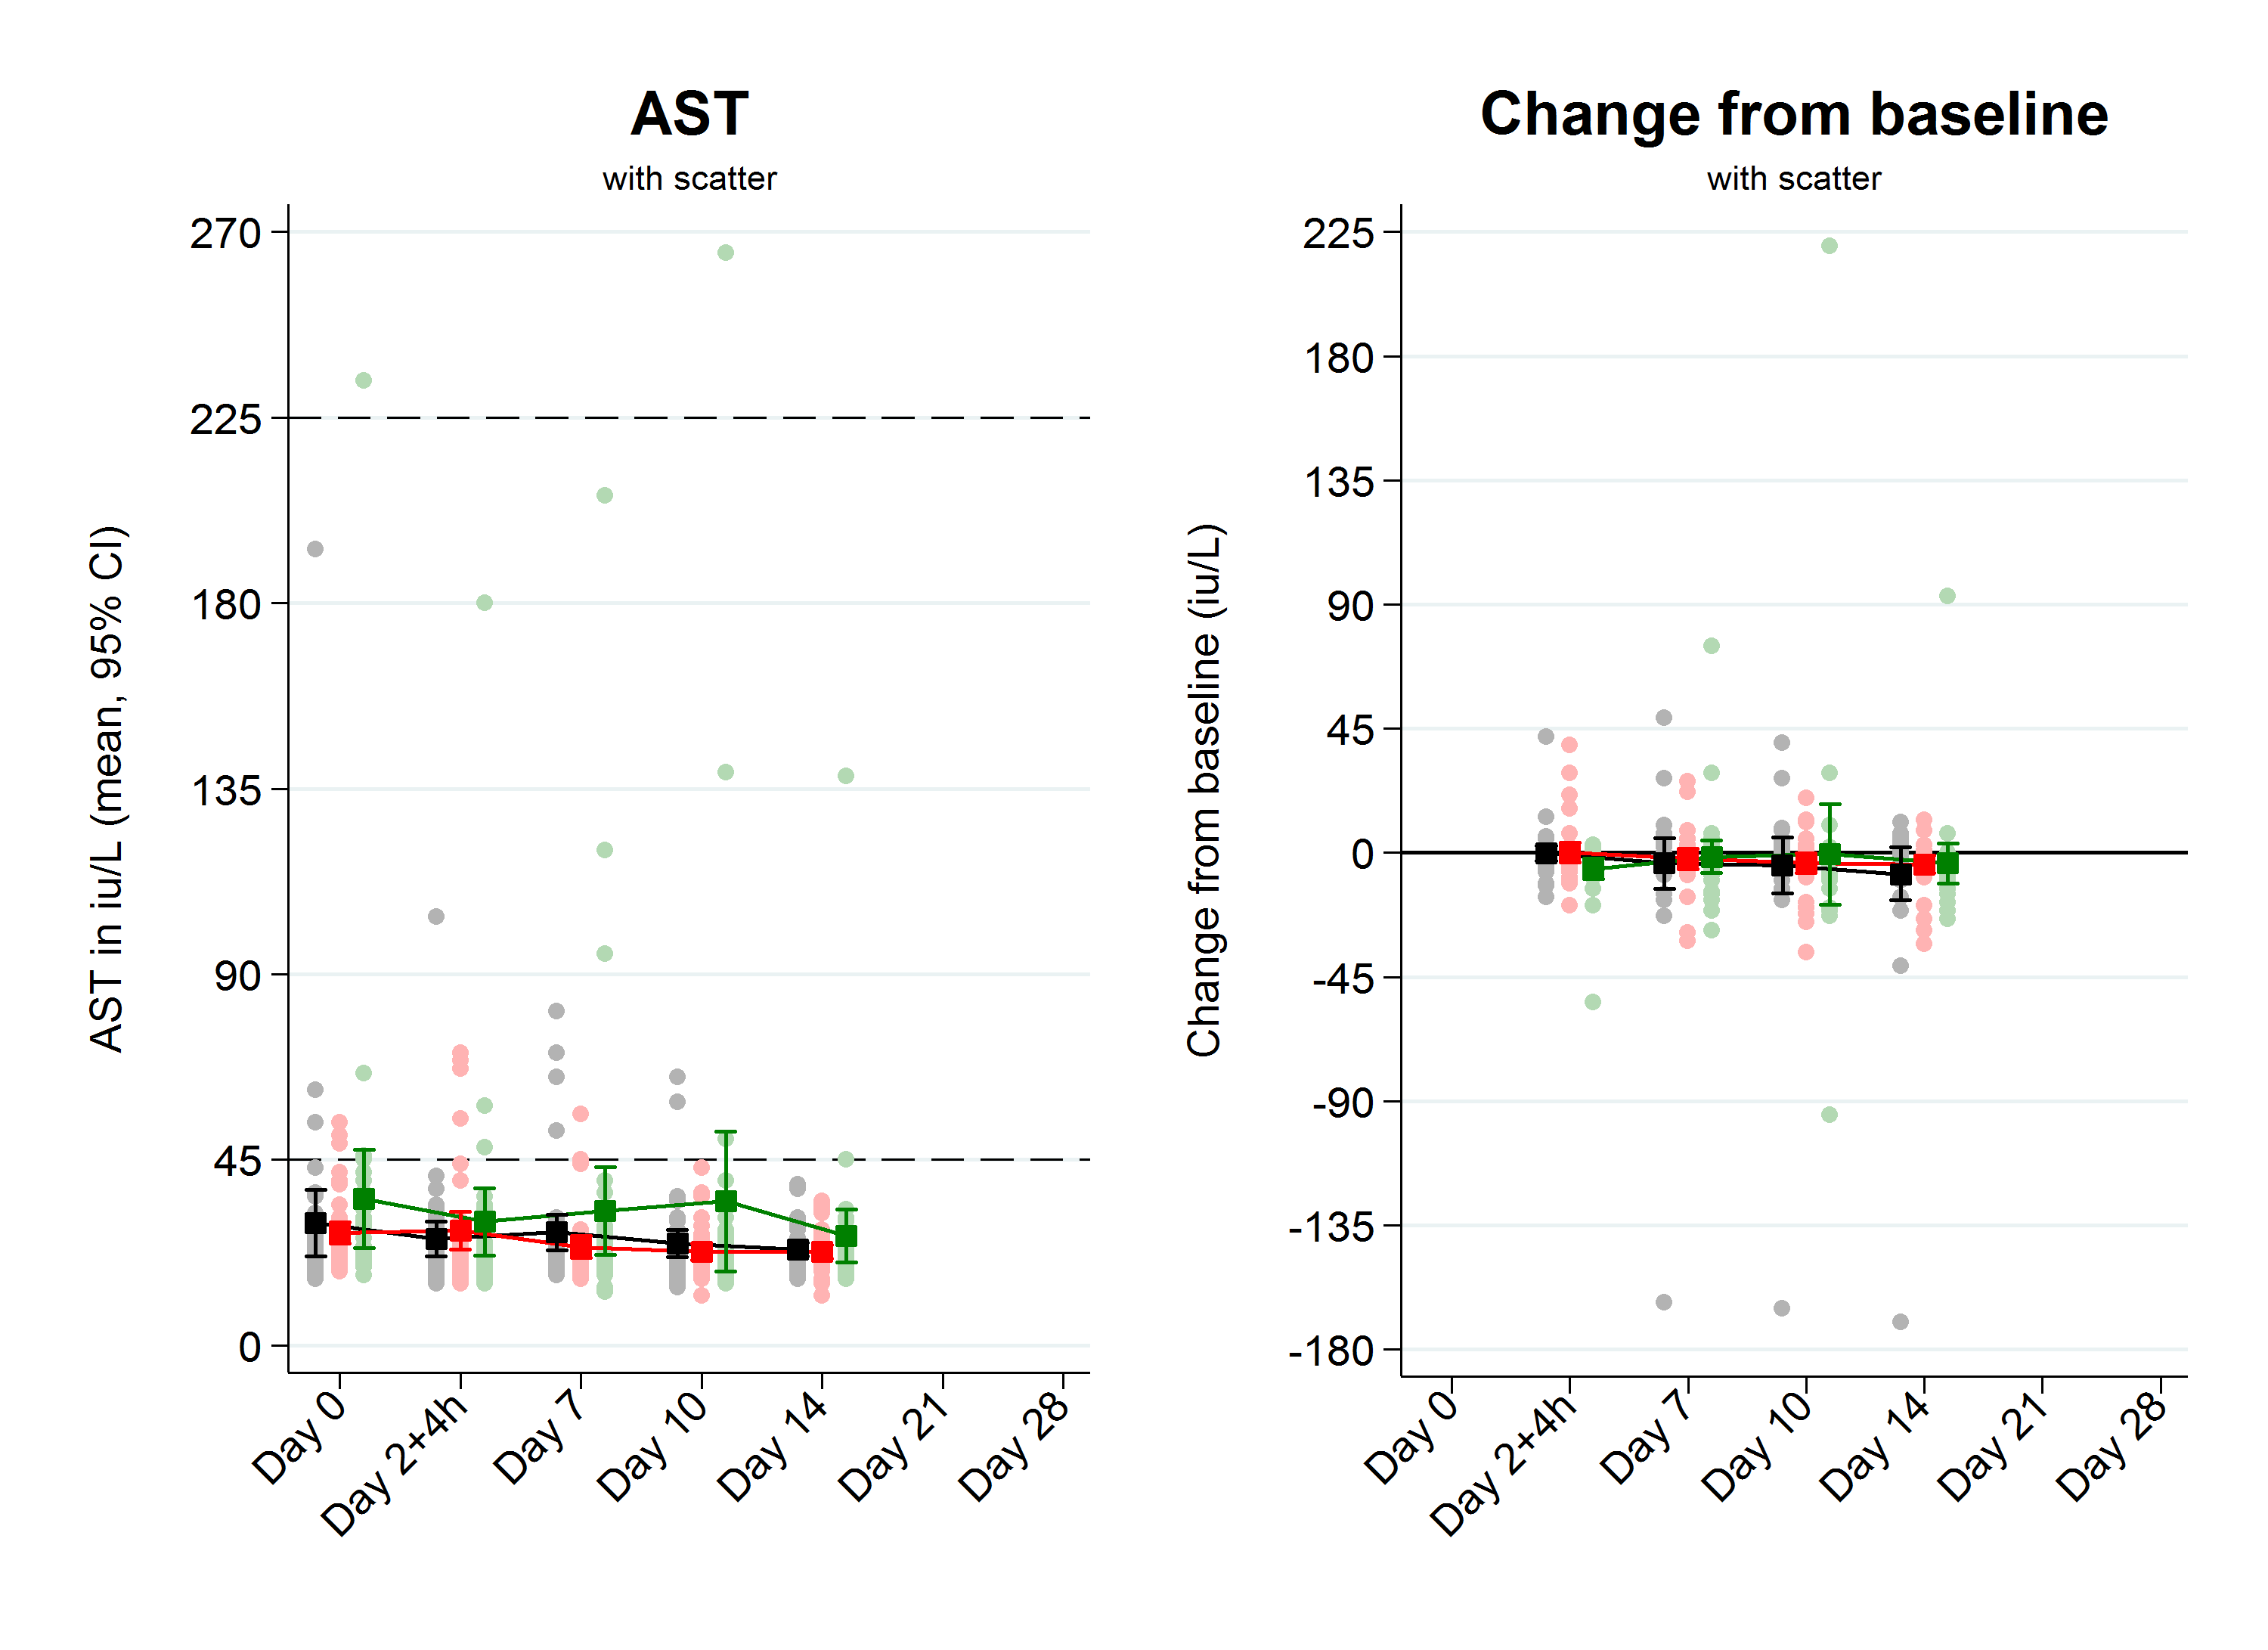 AST
with scatter
AST in iu/L (mean, 95% CI)
270
225
180
135
90
45
0
Day 0
Day 2+4h
Day 7
Day 10
Day 14
Day 21
Day 28
Change from baseline
with scatter
Change from baseline (iu/L)
225
180
135
90
45
0
-45
-90
-135
-180
Day 0
Day 2+4h
Day 7
Day 10
Day 14
Day 21
Day 28